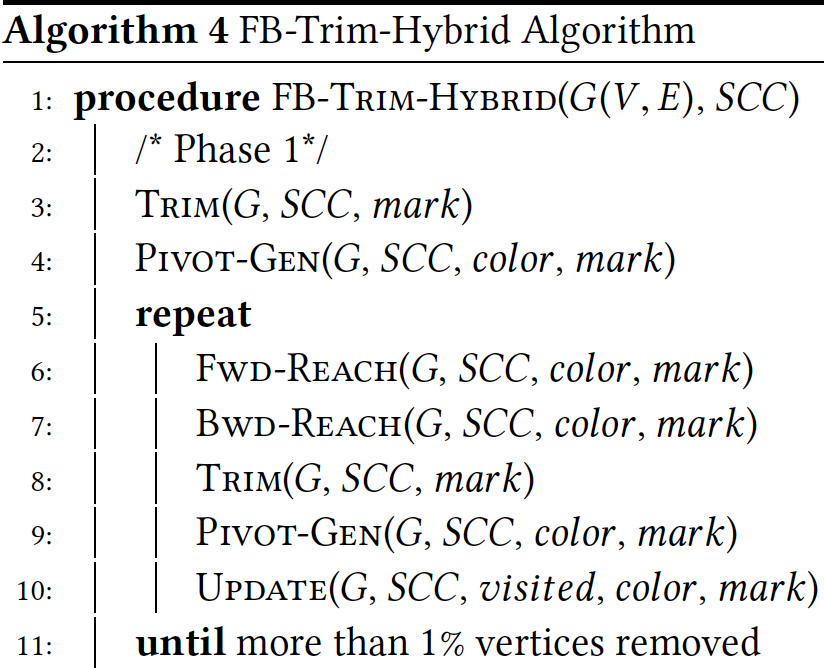 Algorithm 4 FB-Trim-Hybrid Algorithm
1: procedure FB-Trim-Hybrid(G(V, E), SCC)
2: /* Phase 1*/
3: Trim(G, SCC, mark)
4: Pivot-Gen(G, SCC, color, mark)
5: repeat
6: Fwd-Reach(G, SCC, color, mark)
7: Bwd-Reach(G, SCC, color, mark)
8: Trim(G, SCC, mark)
9: Pivot-Gen(G, SCC, color, mark)
10: Update(G, SCC, visited, color, mark)
11: until more than 1% vertices removed